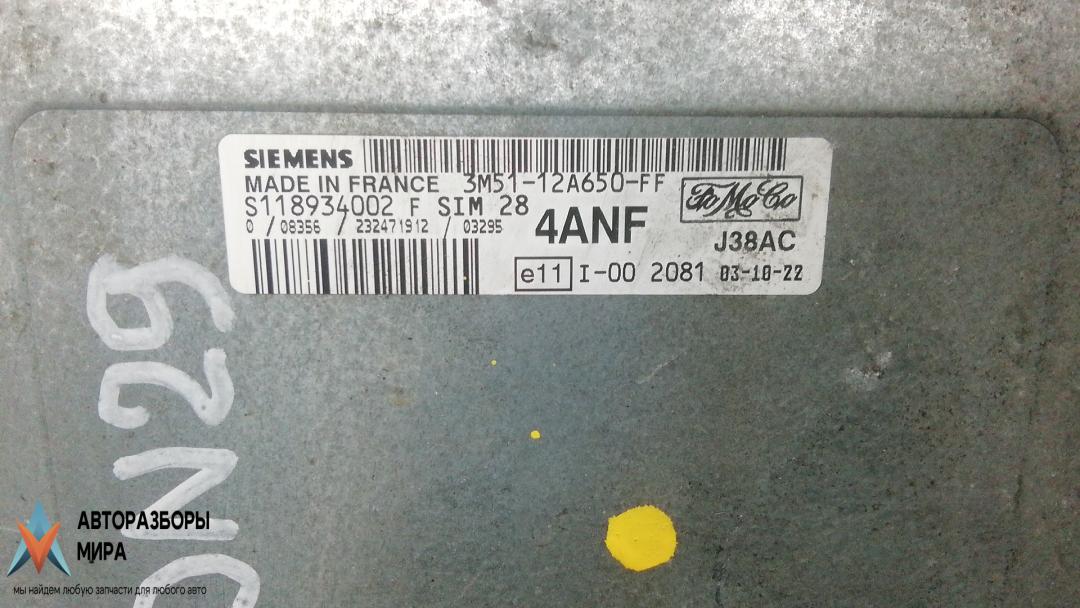 SIEMENS
MADE IN FRANCE 3M51-12A650-FF
S118934002 F SIM 28
FoMoCo
0 / 08356 / 232471912 / 03295
4ANF
J38AC
e11 I-00 2081 03-10-22
DN29
АВТОРАЗБОРЫ
МИРА
мы найдем любую запчасти для любого авто